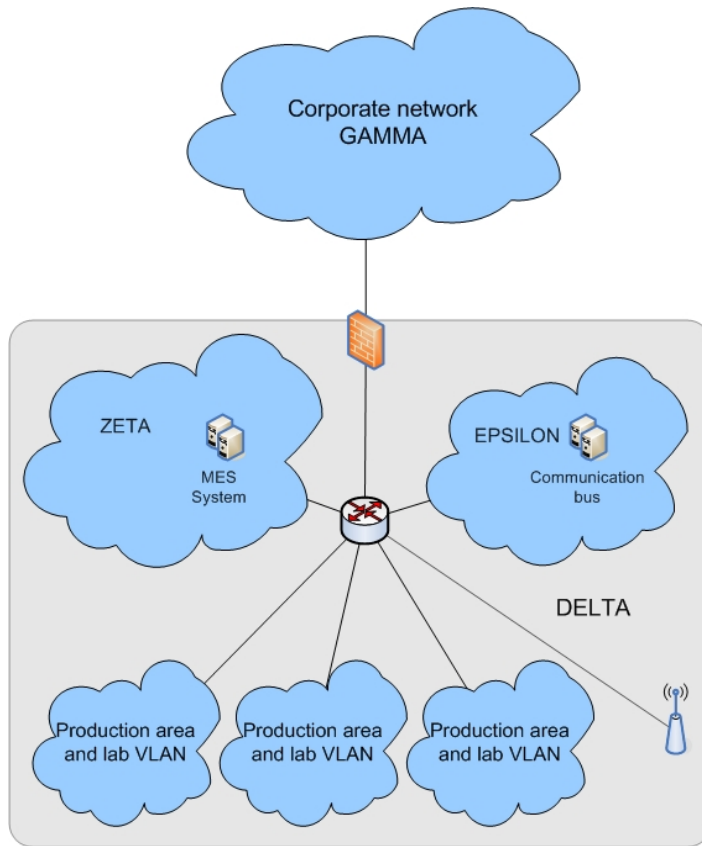 Corporate network
GAMMA
ZETA
MES
System
EPSILON
Communication
bus
DELTA
Production area
and lab VLAN
Production area
and lab VLAN
Production area
and lab VLAN